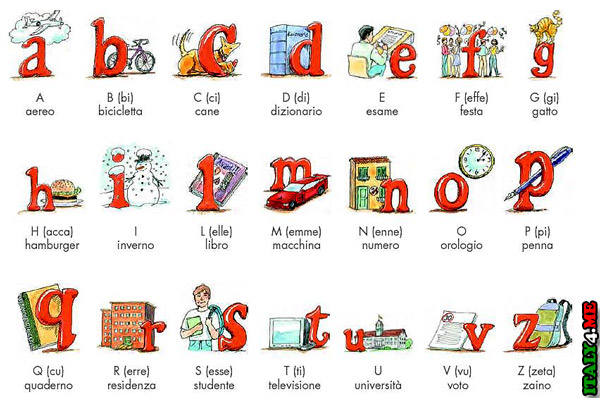 a b c d e f g
A B (bi) C (ci) D (di) E F (effe) G (gi)
aereo bicicletta cane dizionario esame festa gatto
h i l m n o p
H (acca) I L (elle) M (emme) N (enne) O P (pi)
hamburger inverno libro macchina numero orologio penna
q r s t u v z
Q (cu) R (erre) S (esse) T (ti) U V (vu) Z (zeta)
quaderno residenza studente televisione università voto zaino
ITALY4.ME